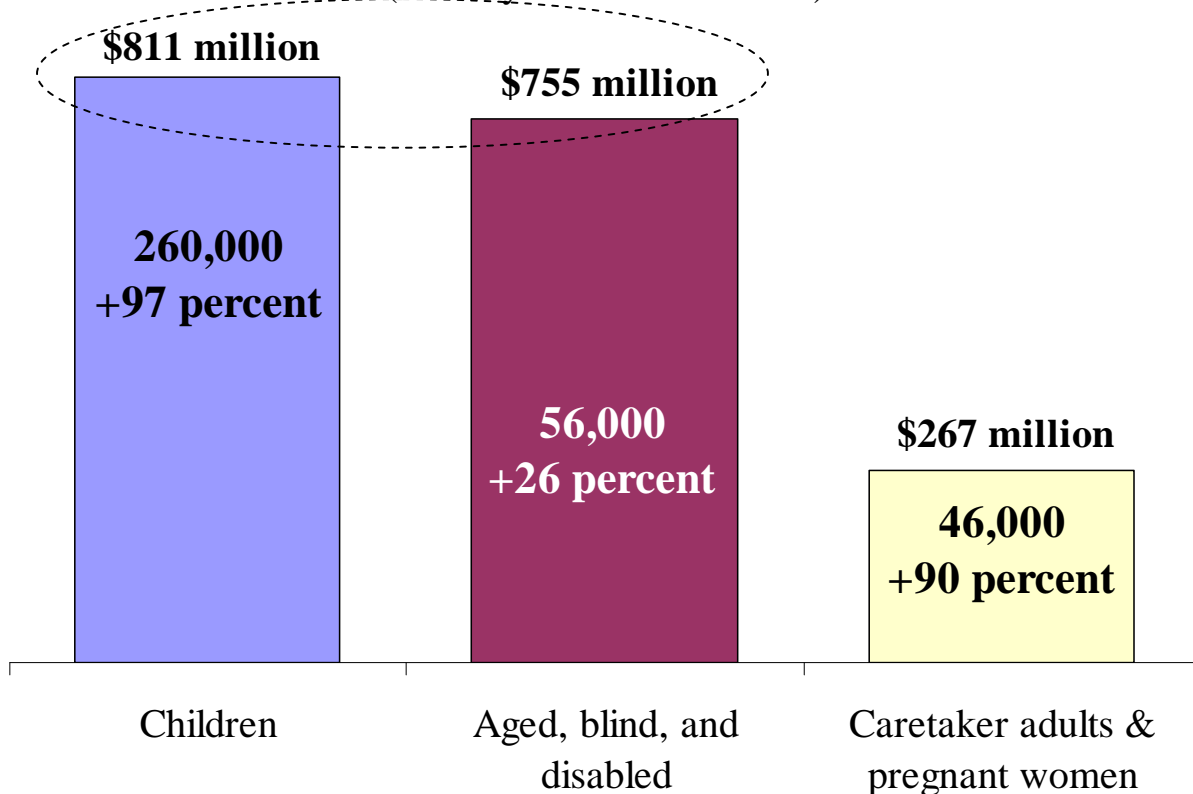 $811 million
$755 million
260,000
+97 percent
56,000
+26 percent
$267 million
46,000
+90 percent
Children
Aged, blind, and
disabled
Caretaker adults &
pregnant women